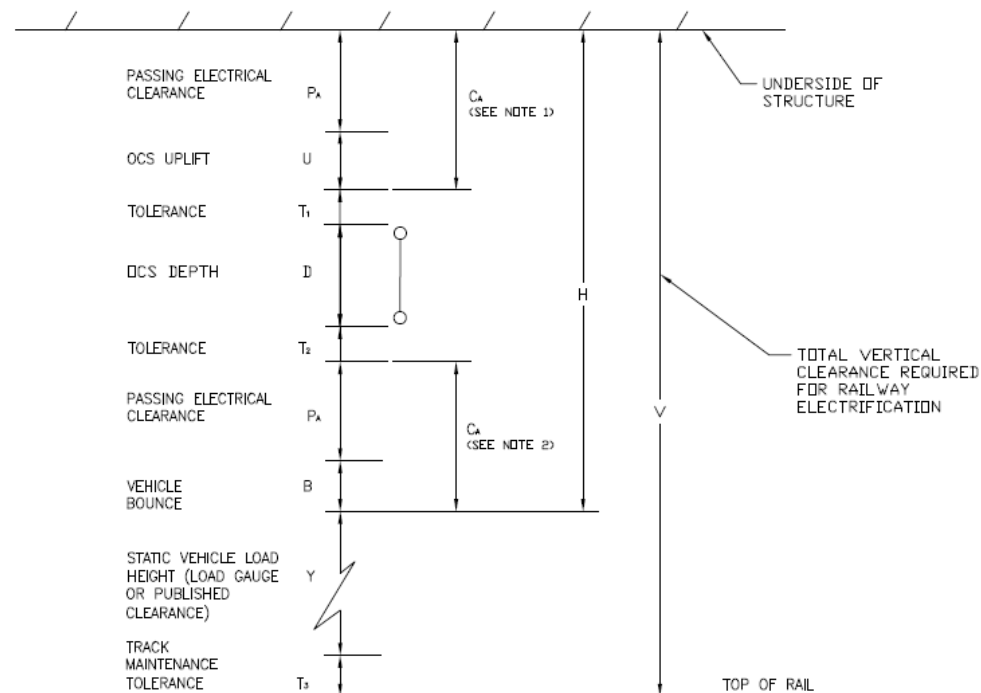 PASSING ELECTRICAL
CLEARANCE
PA
CA
(SEE NOTE 1)
UNDERSIDE OF
STRUCTURE
OCS UPLIFT
U
TOLERANCE
T1
OCS DEPTH
D
H
TOLERANCE
T2
TOTAL VERTICAL
CLEARANCE REQUIRED
FOR RAILWAY
ELECTRIFICATION
PASSING ELECTRICAL
CLEARANCE
PA
V
CA
(SEE NOTE 2)
VEHICLE
BOUNCE
B
STATIC VEHICLE LOAD
HEIGHT (LOAD GAUGE
OR PUBLISHED
CLEARANCE)
Y
TRACK
MAINTENANCE
TOLERANCE
T3
TOP OF RAIL